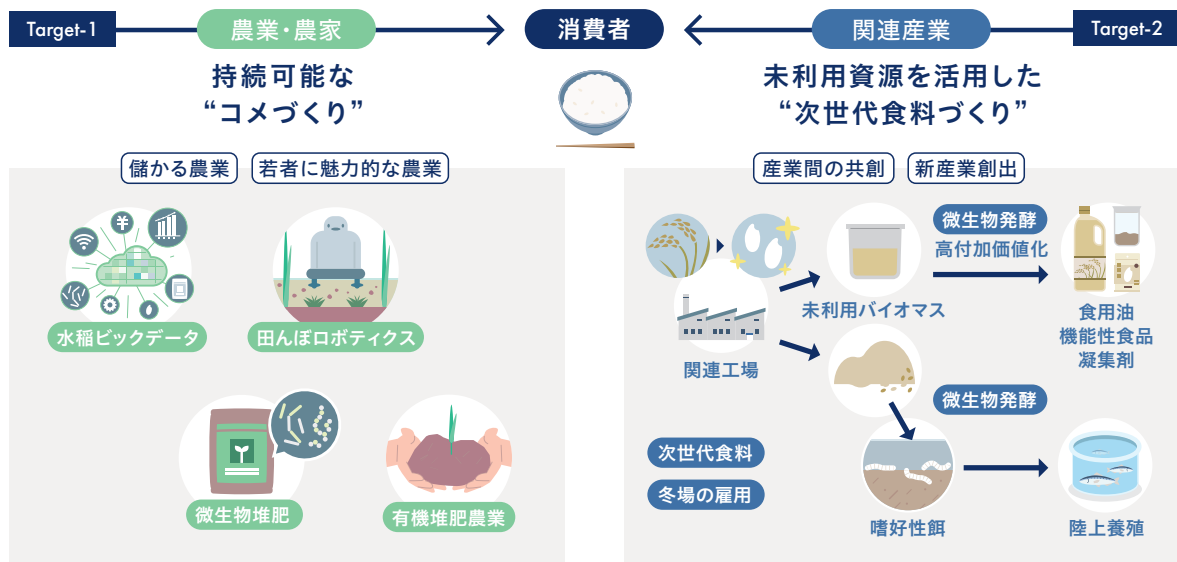 Target-1
農業・農家
消費者
関連産業
Target-2
持続可能な
“コメづくり”
未利用資源を活用した
“次世代食料づくり”
儲かる農業
若者に魅力的な農業
産業間の共創
新産業創出
¥
水稲ビックデータ
田んぼロボティクス
微生物堆肥
有機堆肥農業
関連工場
未利用バイオマス
微生物発酵
高付加価値化
食用油
機能性食品
凝集剤
微生物発酵
次世代食料
冬場の雇用
嗜好性餌
陸上養殖